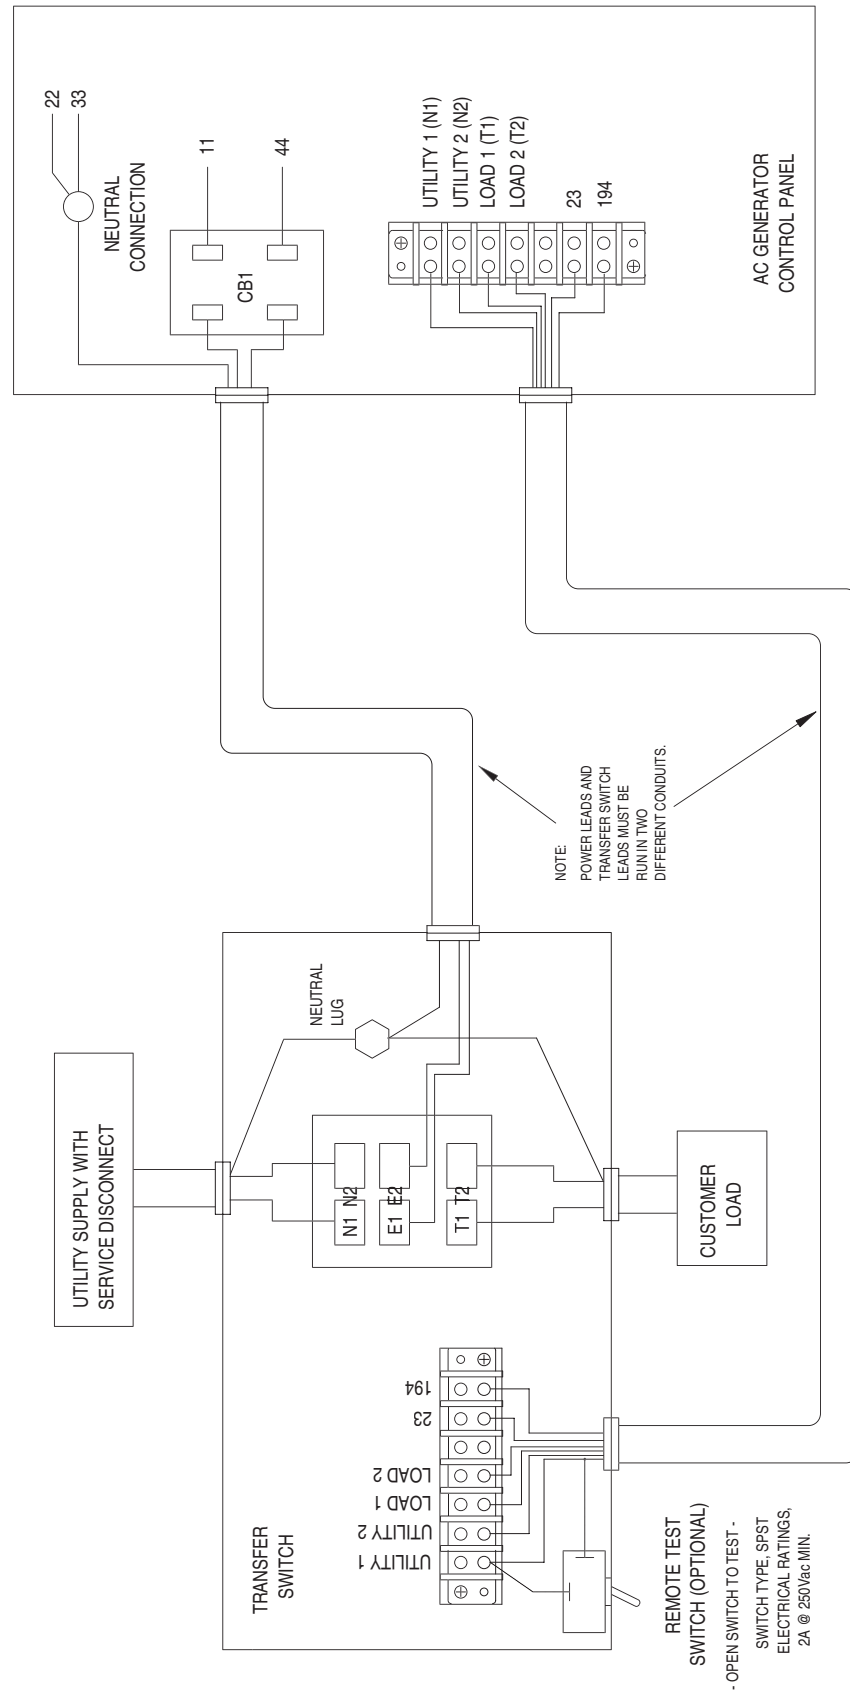 22
33
NEUTRAL
CONNECTION
11
44
CB1
UTILITY 1 (N1)
UTILITY 2 (N2)
LOAD 1 (T1)
LOAD 2 (T2)
23
194
AC GENERATOR
CONTROL PANEL
NOTE:
POWER LEADS AND
TRANSFER SWITCH
LEADS MUST BE
RUN IN TWO
DIFFERENT CONDUITS.
UTILITY SUPPLY WITH
SERVICE DISCONNECT
NEUTRAL
LUG
N1 N2
E1 E2
T1 T2
CUSTOMER
LOAD
TRANSFER
SWITCH
194
23
LOAD 2
LOAD 1
UTILITY 2
UTILITY 1
REMOTE TEST
SWITCH (OPTIONAL)
- OPEN SWITCH TO TEST -
SWITCH TYPE, SPST
ELECTRICAL RATINGS,
2A @ 250Vac MIN.